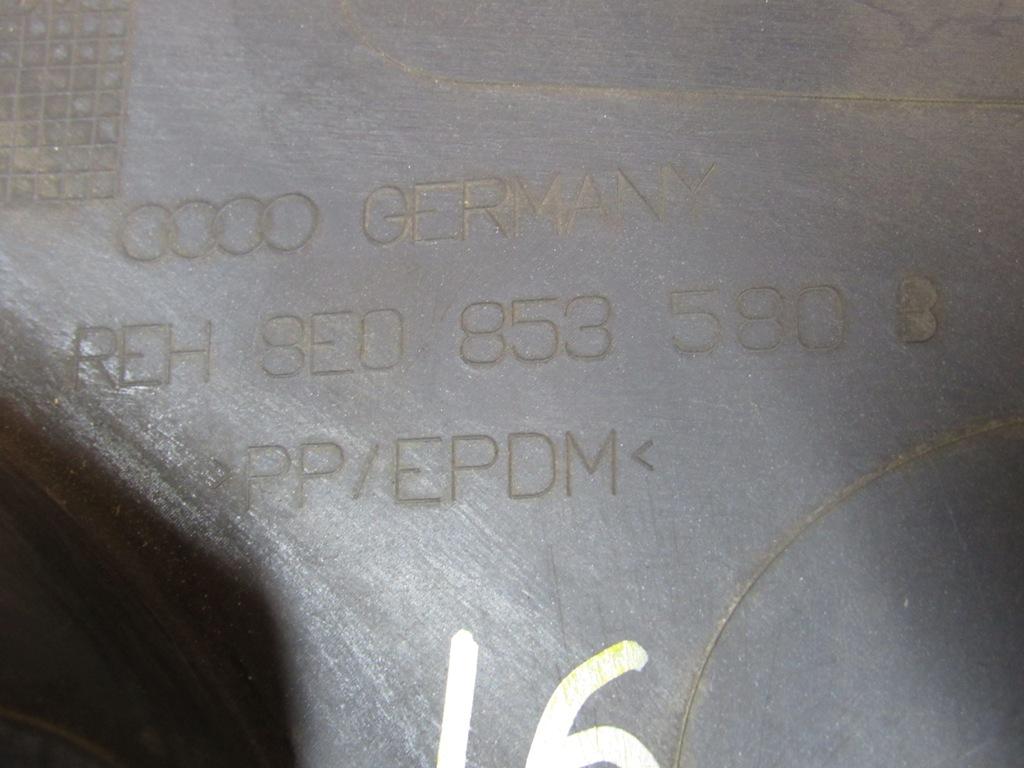 GERMANY
REH 8E0 853 580 B
>PP/EPDM<
16